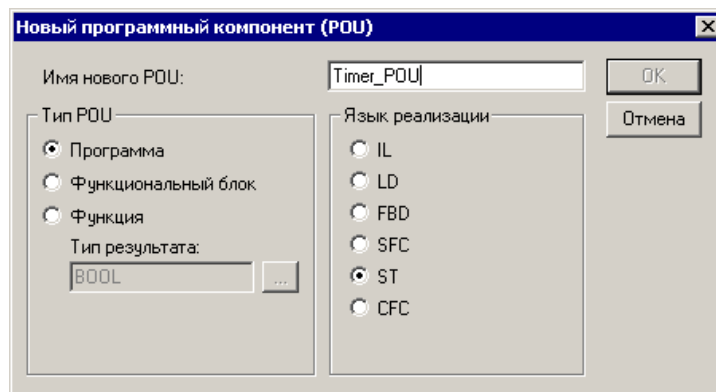 Новый программный компонент (POU)
Имя нового POU:
Timer_POU
OK
Отмена
Тип POU
Программа
Функциональный блок
Функция
Тип результата:
BOOL
...
Язык реализации
IL
LD
FBD
SFC
ST
CFC